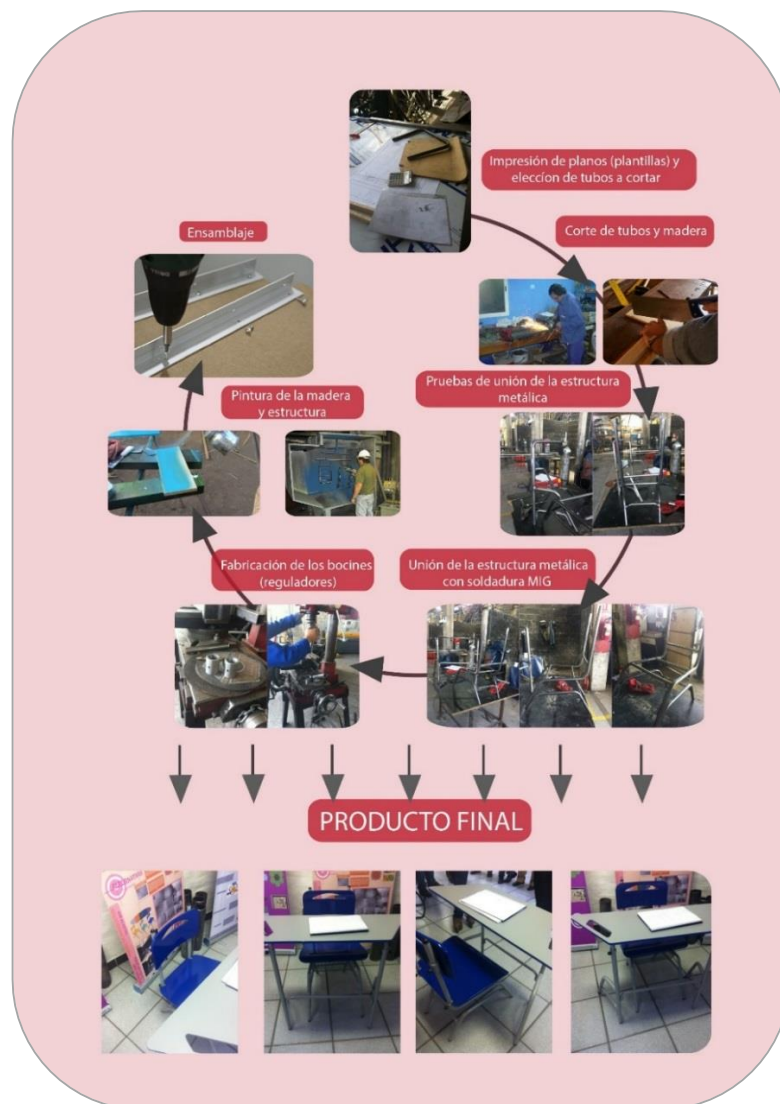 Impresión de planos (plantillas) y
eleccíon de tubos a cortar
Corte de tubos y madera
Pruebas de unión de la estructura
metálica
Unión de la estructura metálica
con soldadura MIG
Fabricación de los bocines
(reguladores)
Pintura de la madera
y estructura
Ensamblaje
PRODUCTO FINAL